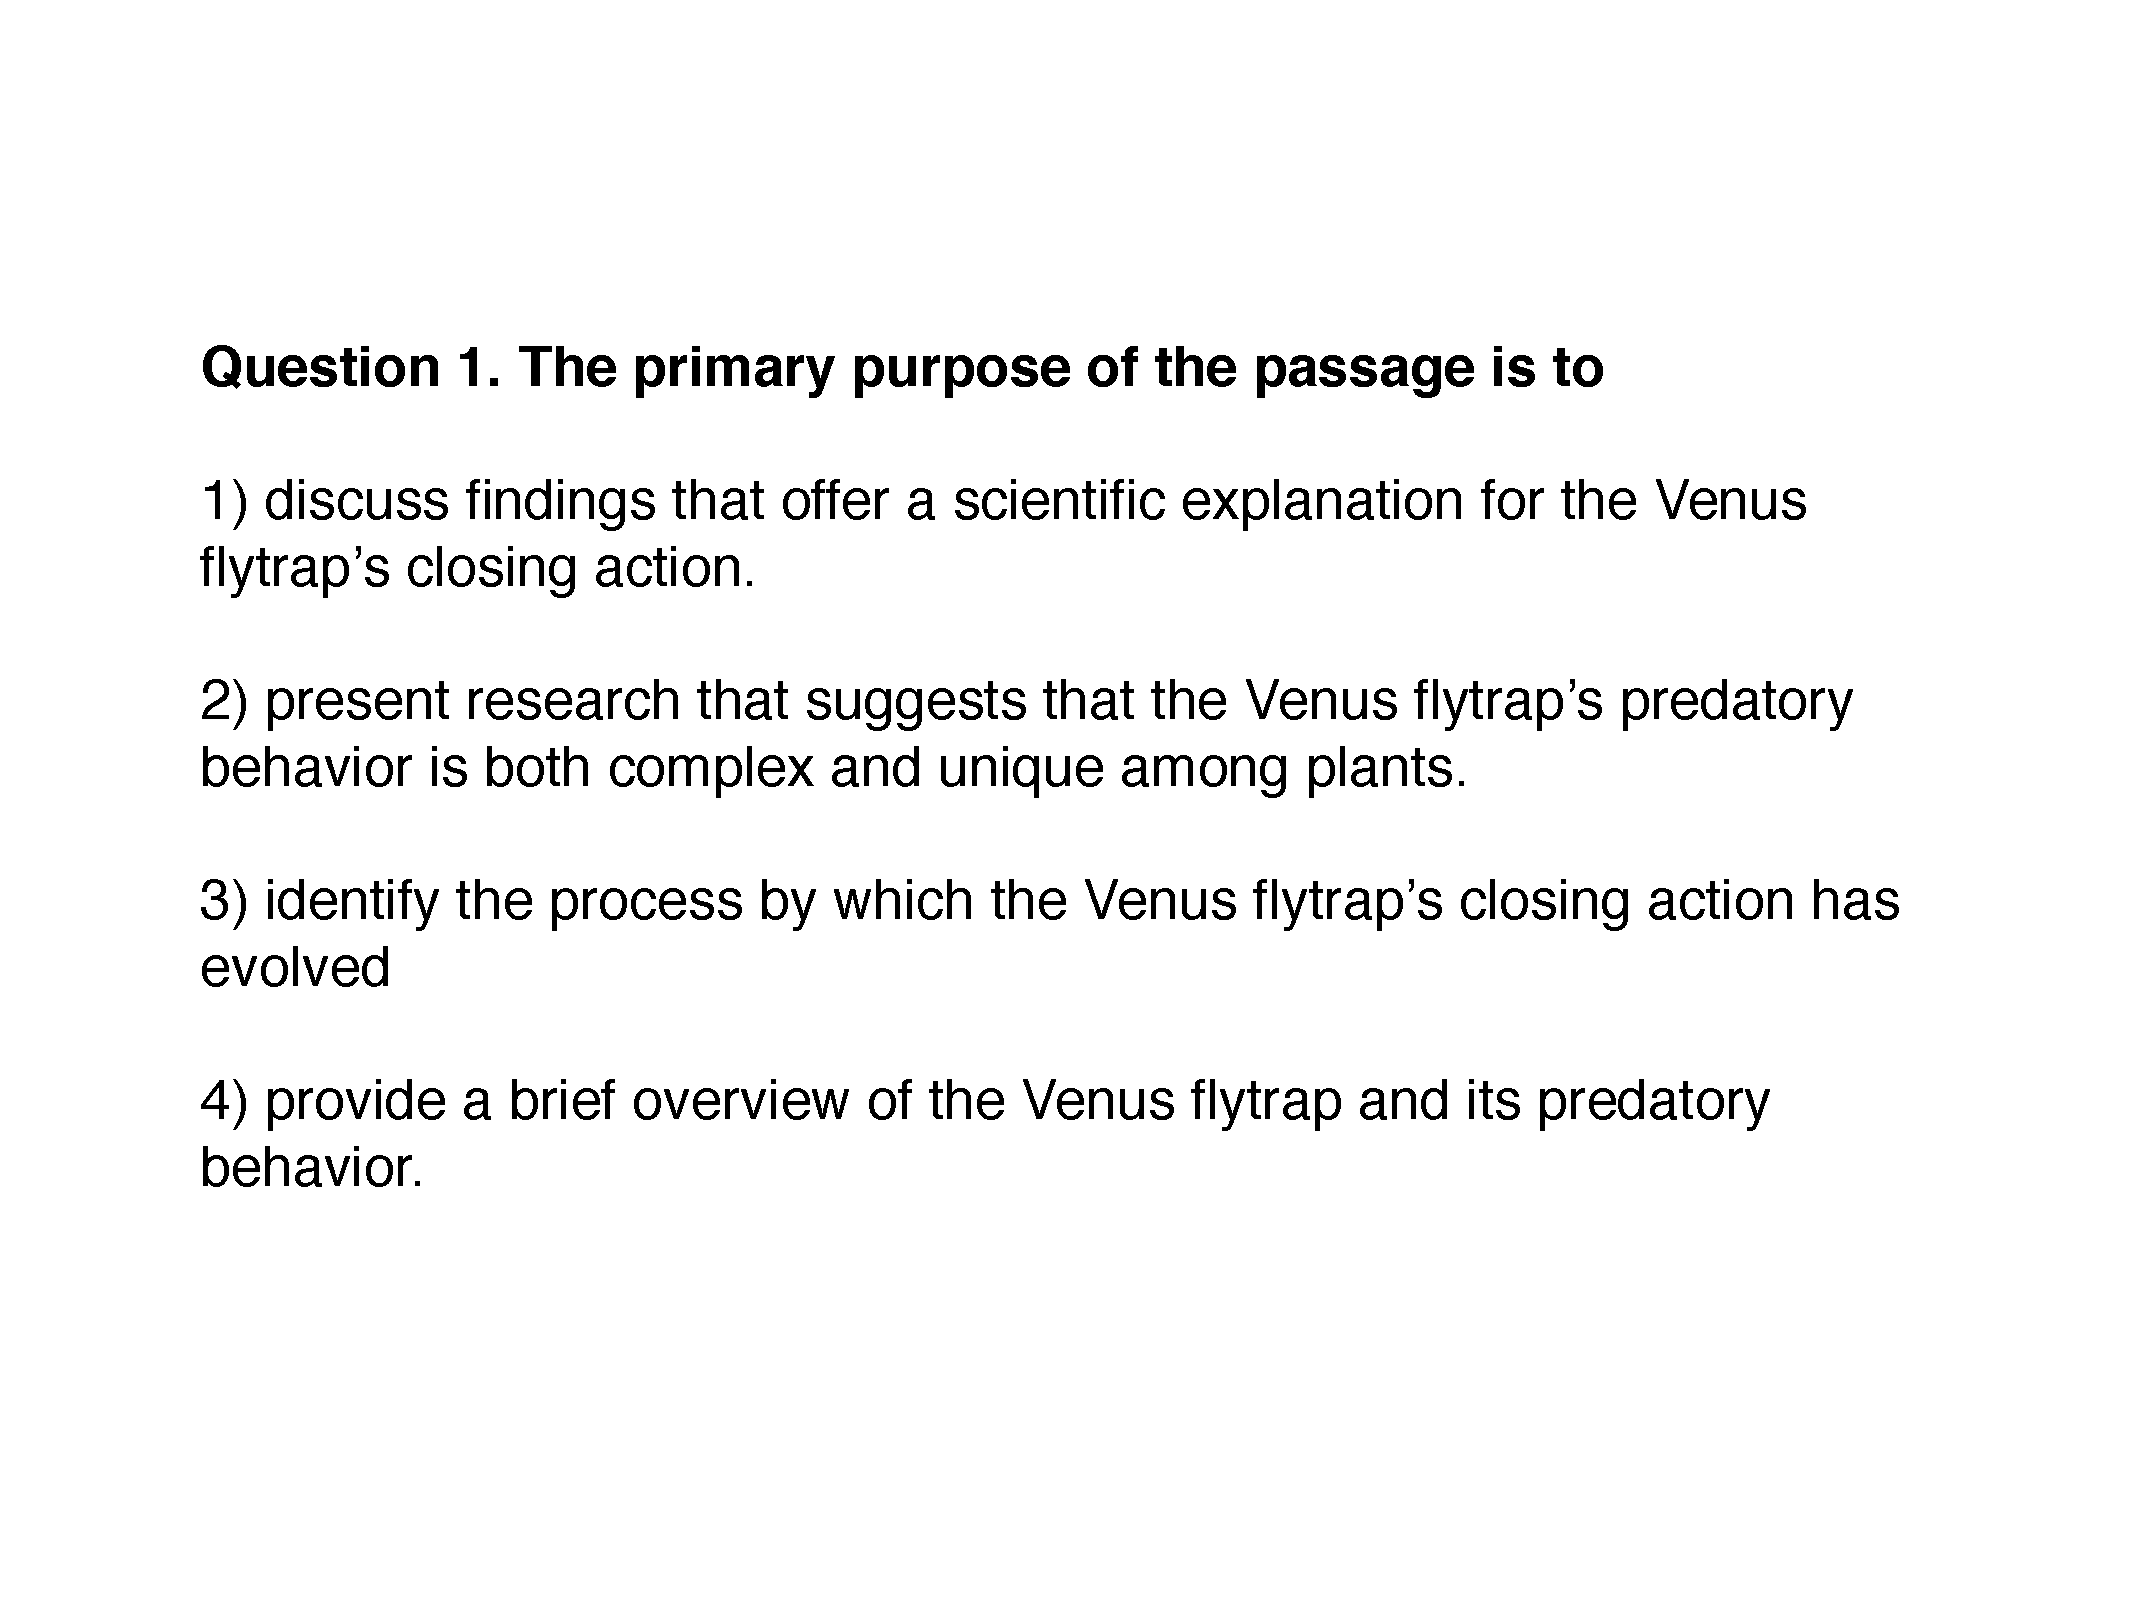 Question 1. The primary purpose of the passage is to
1) discuss findings that offer a scientific explanation for the Venus
flytrap’s closing action.
2) present research that suggests that the Venus flytrap’s predatory
behavior is both complex and unique among plants.
3) identify the process by which the Venus flytrap’s closing action has
evolved
4) provide a brief overview of the Venus flytrap and its predatory
behavior.